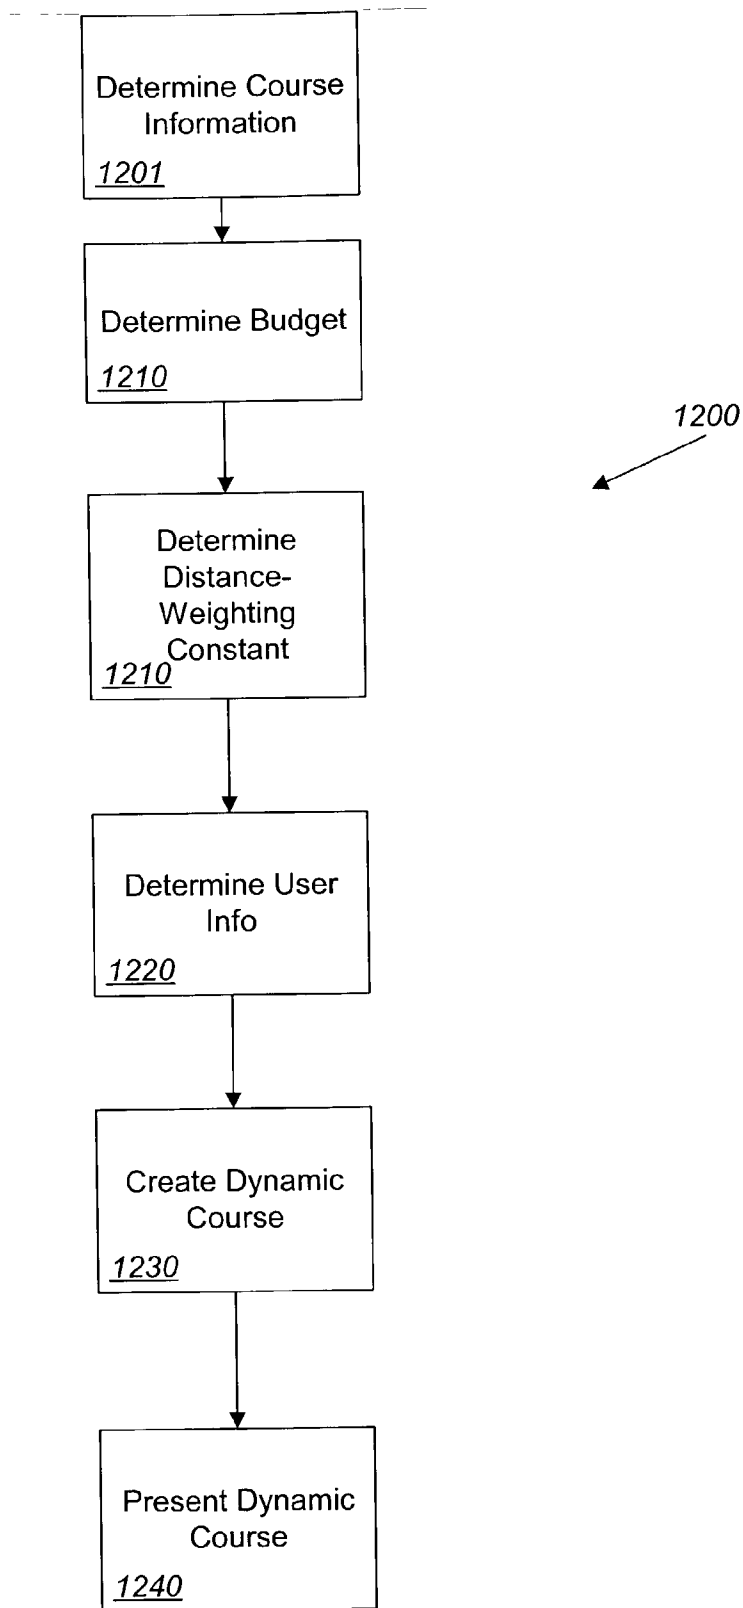 Determine Course
Information
1201
Determine Budget
1210
1200
Determine
Distance-
Weighting
Constant
1210
Determine User
Info
1220
Create Dynamic
Course
1230
Present Dynamic
Course
1240